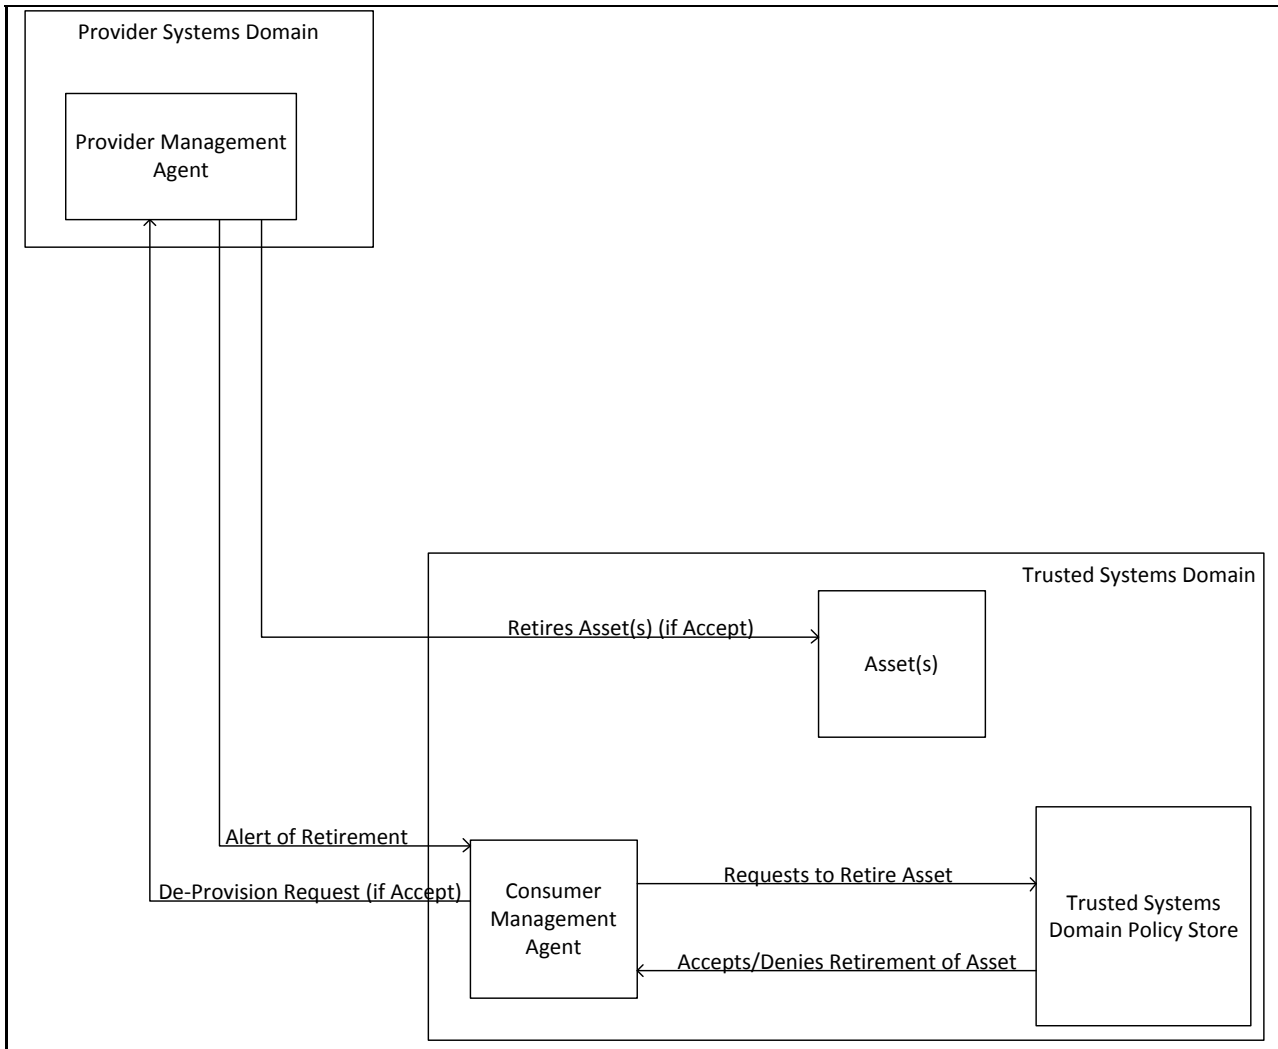 Provider Systems Domain
Provider Management
Agent
Trusted Systems Domain
Retires Asset(s) (if Accept)
Asset(s)
Alert of Retirement
De-Provision Request (if Accept)
Consumer
Management
Agent
Requests to Retire Asset
Accepts/Denies Retirement of Asset
Trusted Systems
Domain Policy Store